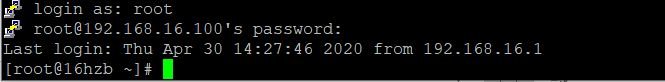 login as: root
root@192.168.16.100's password:
Last login: Thu Apr 30 14:27:46 2020 from 192.168.16.1
[root@16hzb ~]#